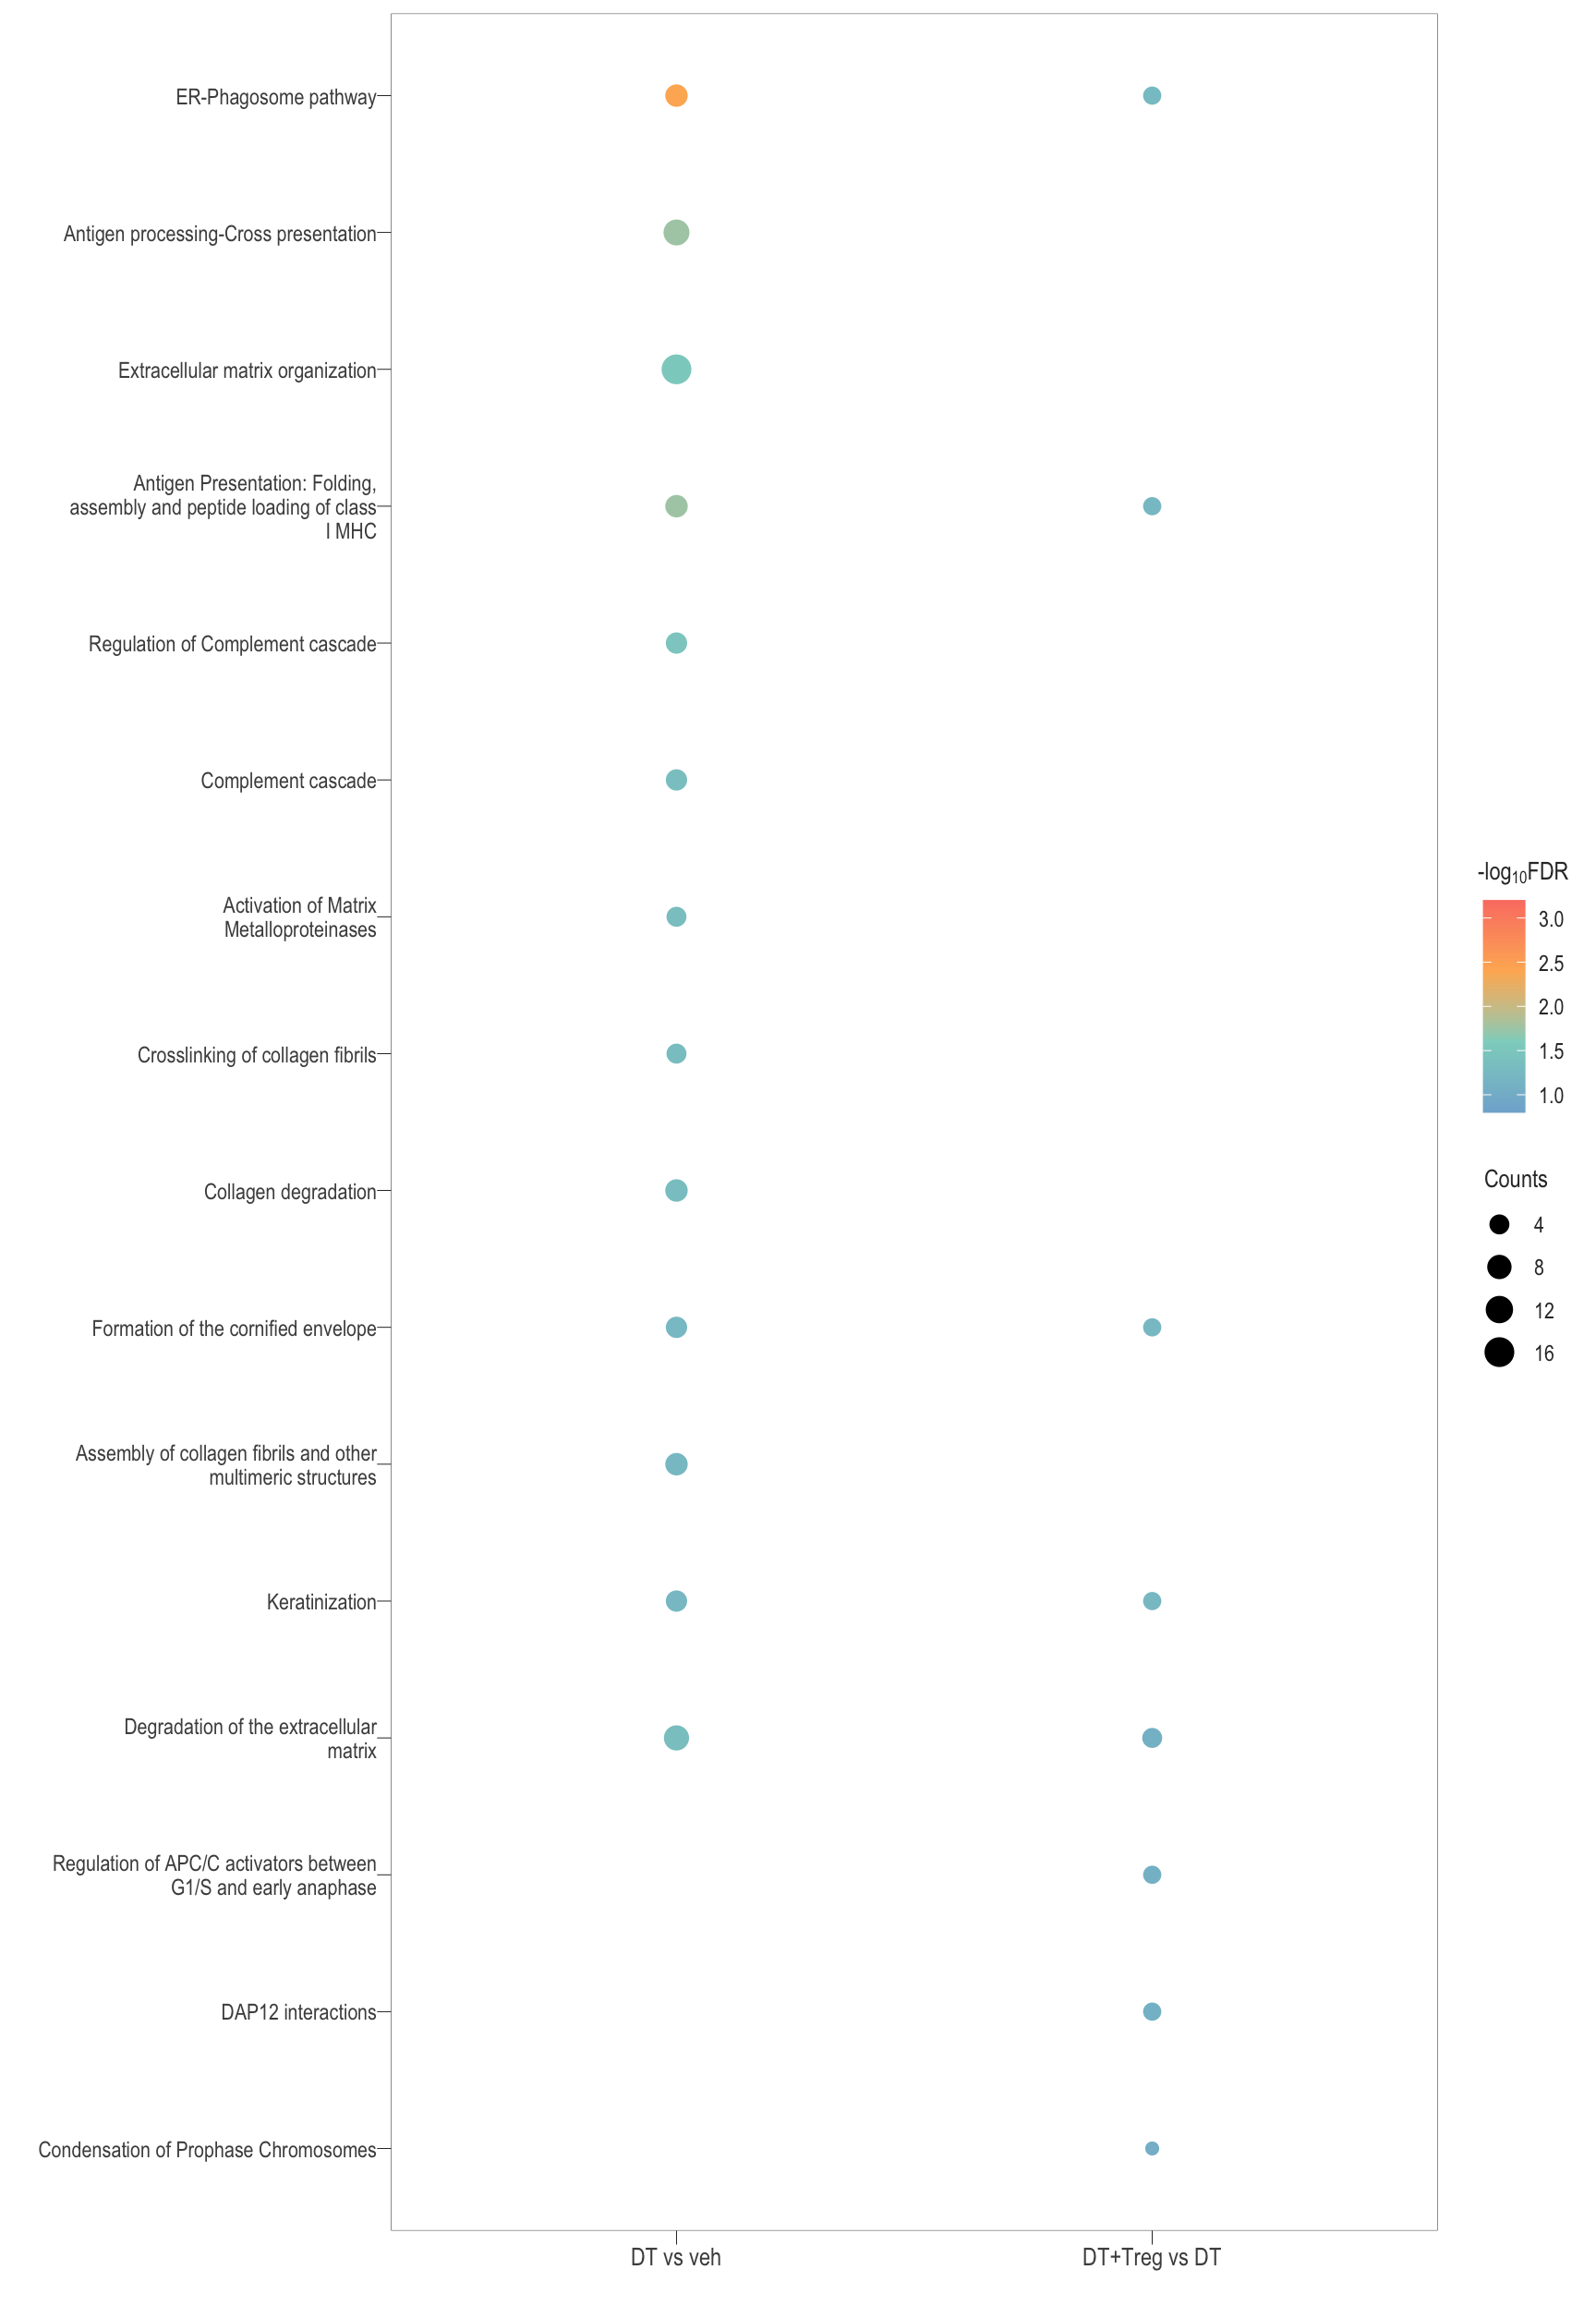 ER-Phagosome pathway
Antigen processing-Cross presentation
Extracellular matrix organization
Antigen Presentation: Folding,
assembly and peptide loading of class
I MHC
Regulation of Complement cascade
Complement cascade
Activation of Matrix
Metalloproteinases
Crosslinking of collagen fibrils
Collagen degradation
Formation of the cornified envelope
Assembly of collagen fibrils and other
multimeric structures
Keratinization
Degradation of the extracellular
matrix
Regulation of APC/C activators between
G1/S and early anaphase
DAP12 interactions
Condensation of Prophase Chromosomes
DT vs veh
DT+Treg vs DT
-log₁₀FDR
3.0
2.5
2.0
1.5
1.0
Counts
4
8
12
16